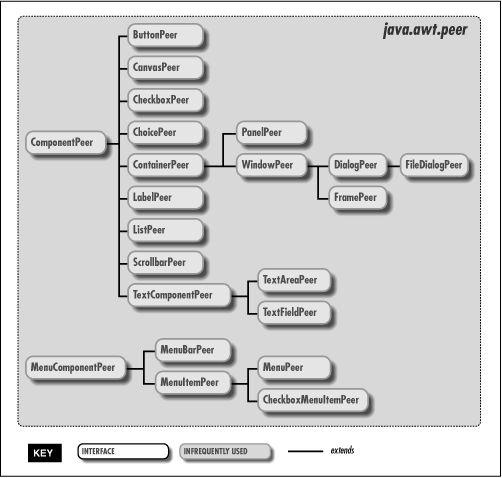 java.awt.peer
ButtonPeer
CanvasPeer
CheckboxPeer
ChoicePeer
PanelPeer
ComponentPeer
ContainerPeer
WindowPeer
DialogPeer
FileDialogPeer
LabelPeer
FramePeer
ListPeer
ScrollbarPeer
TextAreaPeer
TextComponentPeer
TextFieldPeer
MenuBarPeer
MenuComponentPeer
MenuItemPeer
MenuPeer
CheckboxMenuItemPeer
KEY
INTERFACE
INFREQUENTLY USED
extends